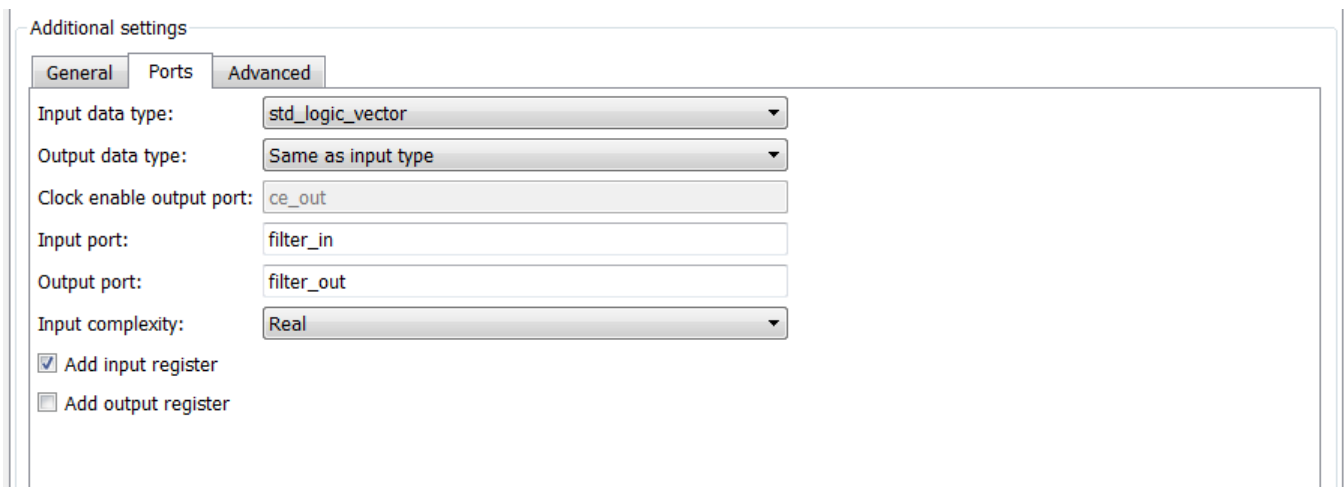 Additional settings
General Ports Advanced
Input data type: std_logic_vector
Output data type: Same as input type
Clock enable output port: ce_out
Input port: filter_in
Output port: filter_out
Input complexity: Real
Add input register
Add output register